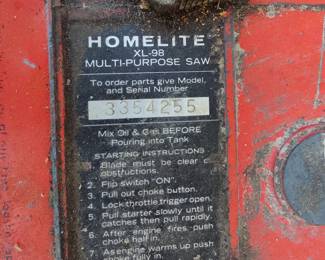 HOMELITE
XL-98
MULTI-PURPOSE SAW
To order parts give Model,
and Serial Number
3354255
Mix Oil & Gas BEFORE
Pouring into Tank
STARTING INSTRUCTIONS
1. Blade must be clear o
obstructions.
2. Flip switch "ON".
3. Pull out choke button.
4. Lock throttle trigger open.
5. Pull starter slowly until it
catches then pull rapidly.
6. After engine fires push
choke half in.
7. As engine warms up push
choke fully in.